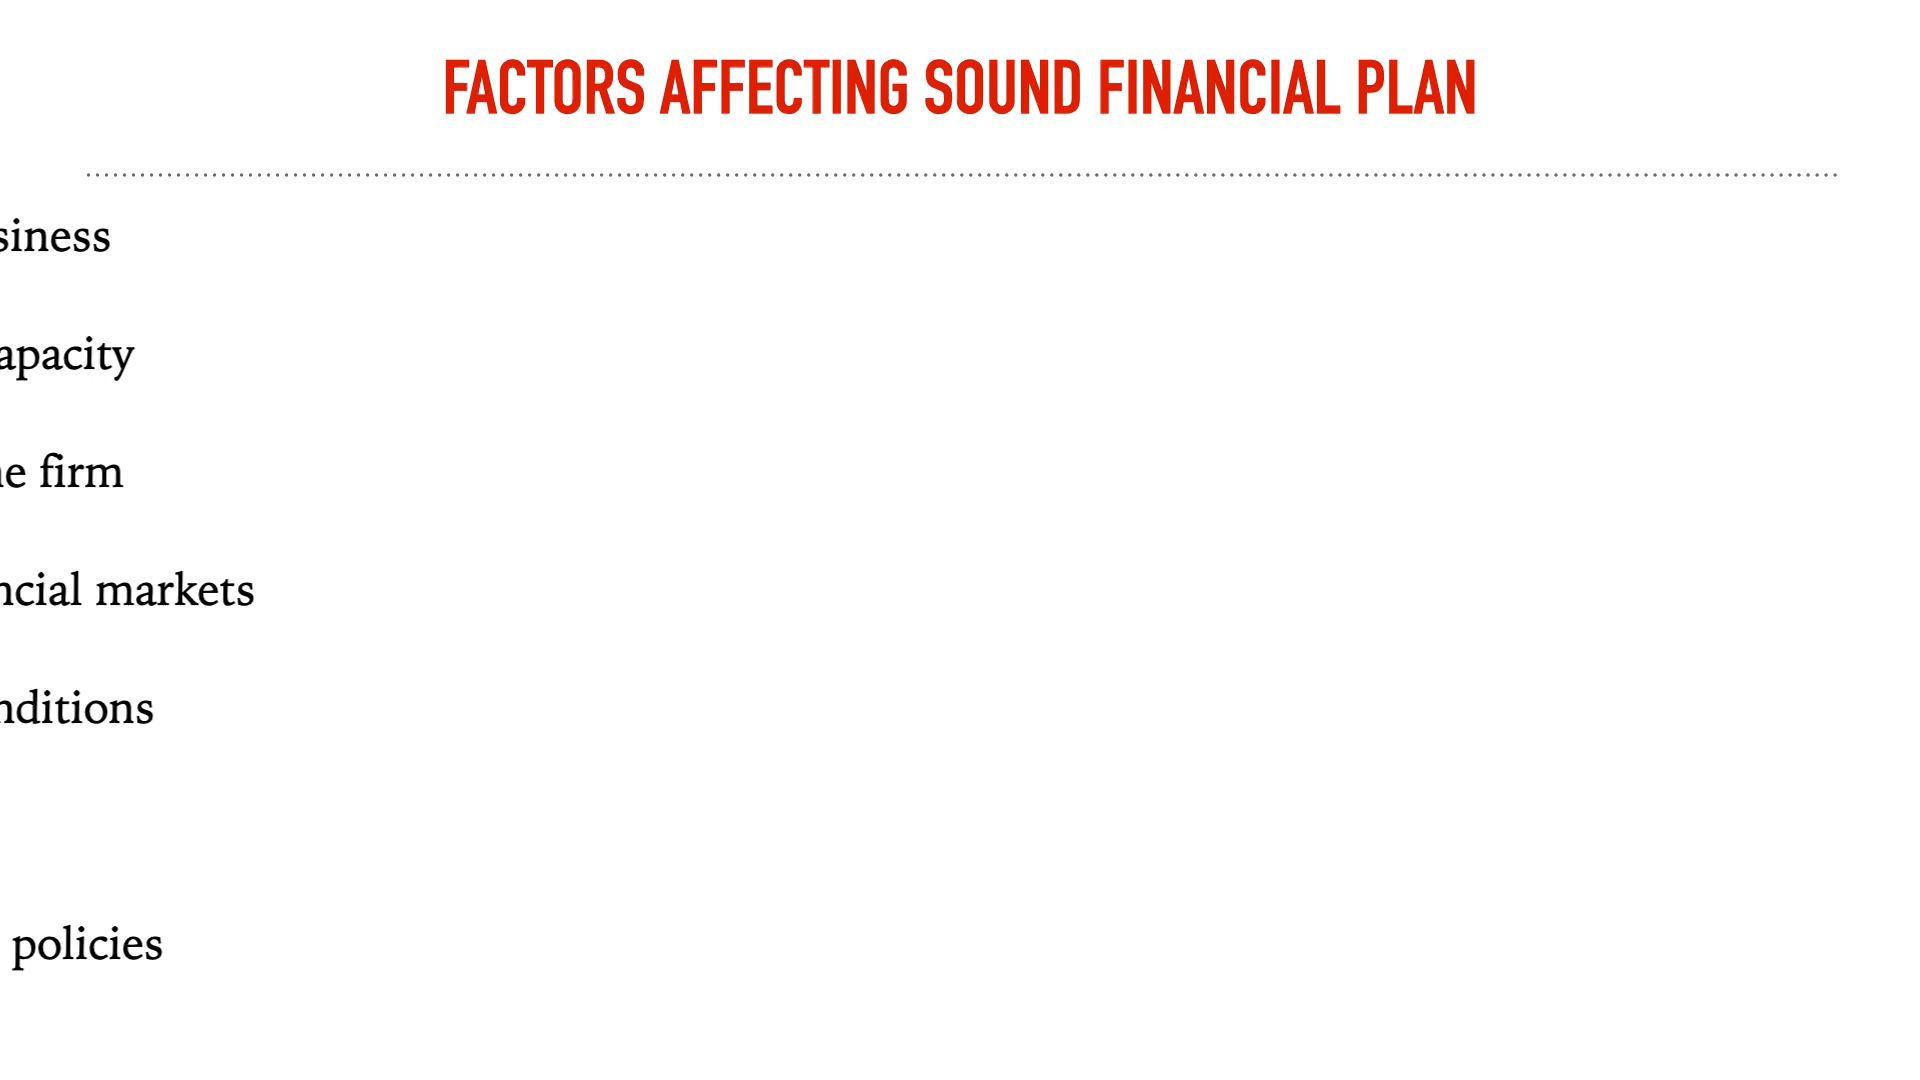 FACTORS AFFECTING SOUND FINANCIAL PLAN
siness
apacity
e firm
ncial markets
nditions
policies